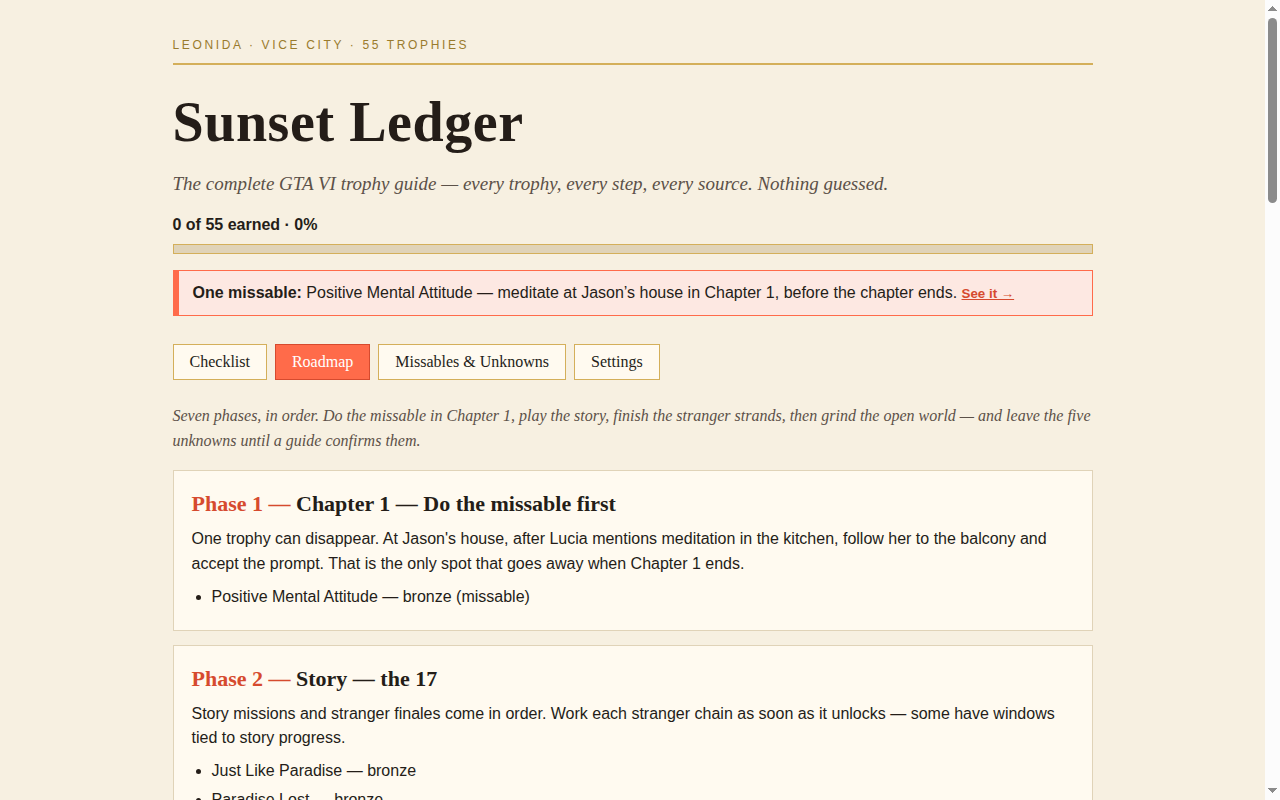 LEONIDA · VICE CITY · 55 TROPHIES
Sunset Ledger
The complete GTA VI trophy guide — every trophy, every step, every source. Nothing guessed.
0 of 55 earned · 0%
One missable: Positive Mental Attitude — meditate at Jason’s house in Chapter 1, before the chapter ends. See it →
Checklist
Roadmap
Missables & Unknowns
Settings
Seven phases, in order. Do the missable in Chapter 1, play the story, finish the stranger strands, then grind the open world — and leave the five
unknowns until a guide confirms them.
Phase 1 — Chapter 1 — Do the missable first
One trophy can disappear. At Jason's house, after Lucia mentions meditation in the kitchen, follow her to the balcony and
accept the prompt. That is the only spot that goes away when Chapter 1 ends.
• Positive Mental Attitude — bronze (missable)
Phase 2 — Story — the 17
Story missions and stranger finales come in order. Work each stranger chain as soon as it unlocks — some have windows
tied to story progress.
• Just Like Paradise — bronze
• Paradise Lost — bronze